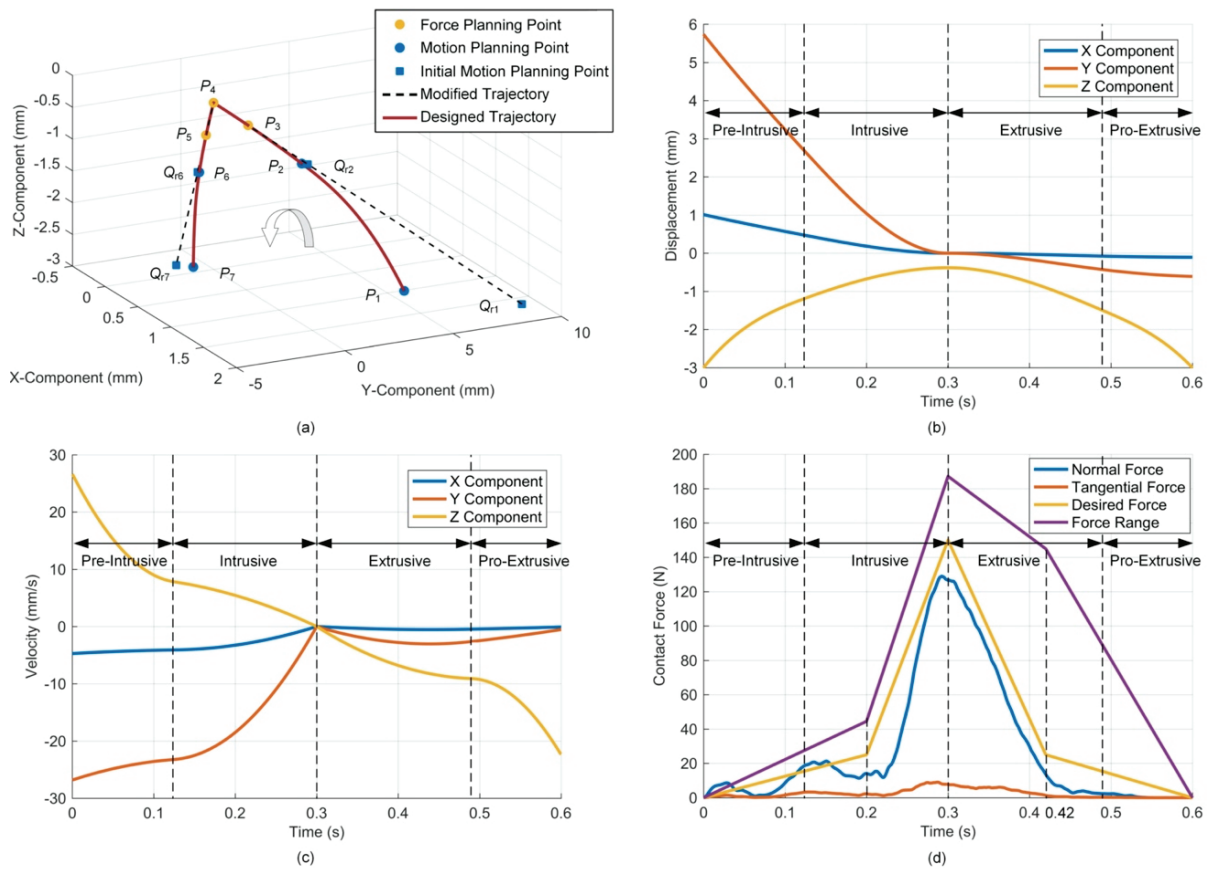 Force Planning Point
Motion Planning Point
Initial Motion Planning Point
Modified Trajectory
Designed Trajectory
0
-0.5
-1
-1.5
-2
-2.5
-3
Z-Component (mm)
P4
P5
P3
Qr6
P6
P2
Qr2
Qr7
P7
P1
Qr1
-0.5
0
0.5
1
1.5
2
X-Component (mm)
-5
0
5
10
Y-Component (mm)
(a)
6
5
4
3
2
1
0
-1
-2
-3
Displacement (mm)
X Component
Y Component
Z Component
Pre-Intrusive
Intrusive
Extrusive
Pro-Extrusive
0
0.1
0.2
0.3
0.4
0.5
0.6
Time (s)
(b)
30
20
10
0
-10
-20
-30
Velocity (mm/s)
X Component
Y Component
Z Component
Pre-Intrusive
Intrusive
Extrusive
Pro-Extrusive
0
0.1
0.2
0.3
0.4
0.5
0.6
Time (s)
(c)
200
180
160
140
120
100
80
60
40
20
0
Contact Force (N)
Normal Force
Tangential Force
Desired Force
Force Range
Pre-Intrusive
Intrusive
Extrusive
Pro-Extrusive
0
0.1
0.2
0.3
0.4
0.42
0.5
0.6
Time (s)
(d)